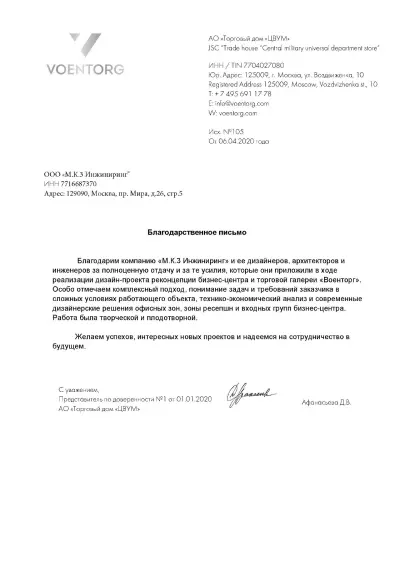 VOENTORG
АО «Торговый дом «ЦВУМ»
JSC "Trade house "Central military universal department store"
ИНН / TIN 7704027080
Юр. Адрес: 125009, г. Москва, ул. Воздвиженка, 10
Registered Address 125009, Moscow, Vozdvizhenka st., 10
T: + 7 495 691 17 78
E: info@voentorg.com
W: voentorg.com
Исх. №105
От 06.04.2020 года
ООО «М.К.3 Инжиниринг"
ИНН 7716687370
Адрес: 129090, Москва, пр. Мира, д.26, стр.5
Благодарственное письмо
Благодарим компанию «М.К.3 Инжиниринг» и ее дизайнеров, архитекторов и
инженеров за полноценную отдачу и за те усилия, которые они приложили в ходе
реализации дизайн-проекта реконцепции бизнес-центра и торговой галереи «Военторг».
Особо отмечаем комплексный подход, понимание задач и требований заказчика в
сложных условиях работающего объекта, технико-экономический анализ и современные
дизайнерские решения офисных зон, зоны ресепшн и входных групп бизнес-центра.
Работа была творческой и плодотворной.
Желаем успехов, интересных новых проектов и надеемся на сотрудничество в
будущем.
С уважением,
Представитель по доверенности №1 от 01.01.2020
АО «Торговый дом «ЦВУМ»
Афанасьева Д.В.